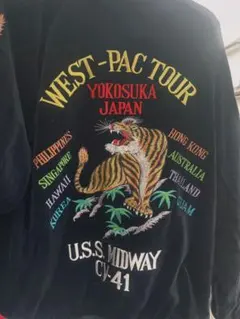 WEST-PAC TOUR
YOKOSUKA
JAPAN
PHILIPPINES
SINGAPORE
HAWAII
KOREA
HONG KONG
AUSTRALIA
THAILAND
GUAM
U.S.S. MIDWAY
CV-41